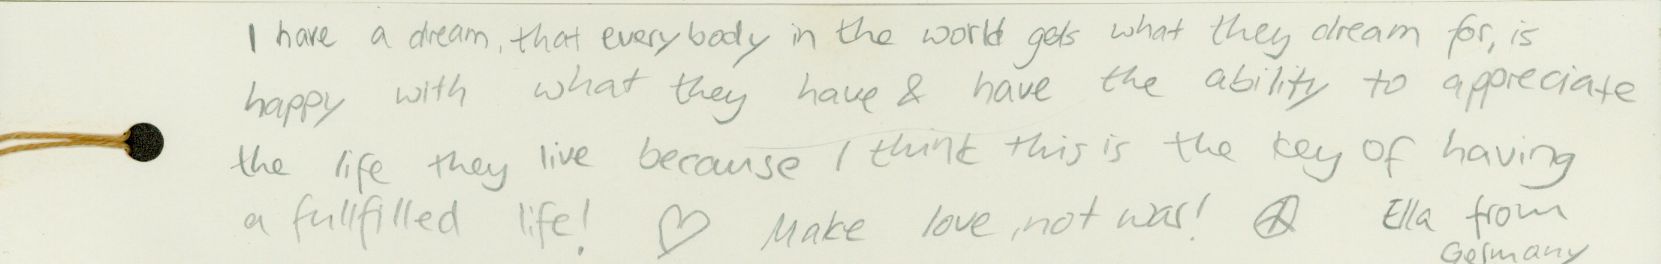 I have a dream, that everybody in the world gets what they dream for, is
happy with what they have & have the ability to appreciate
the life they live because I think this is the key of having
a fullfilled life! ♡ Make love, not war! ☮ Ella from
Germany